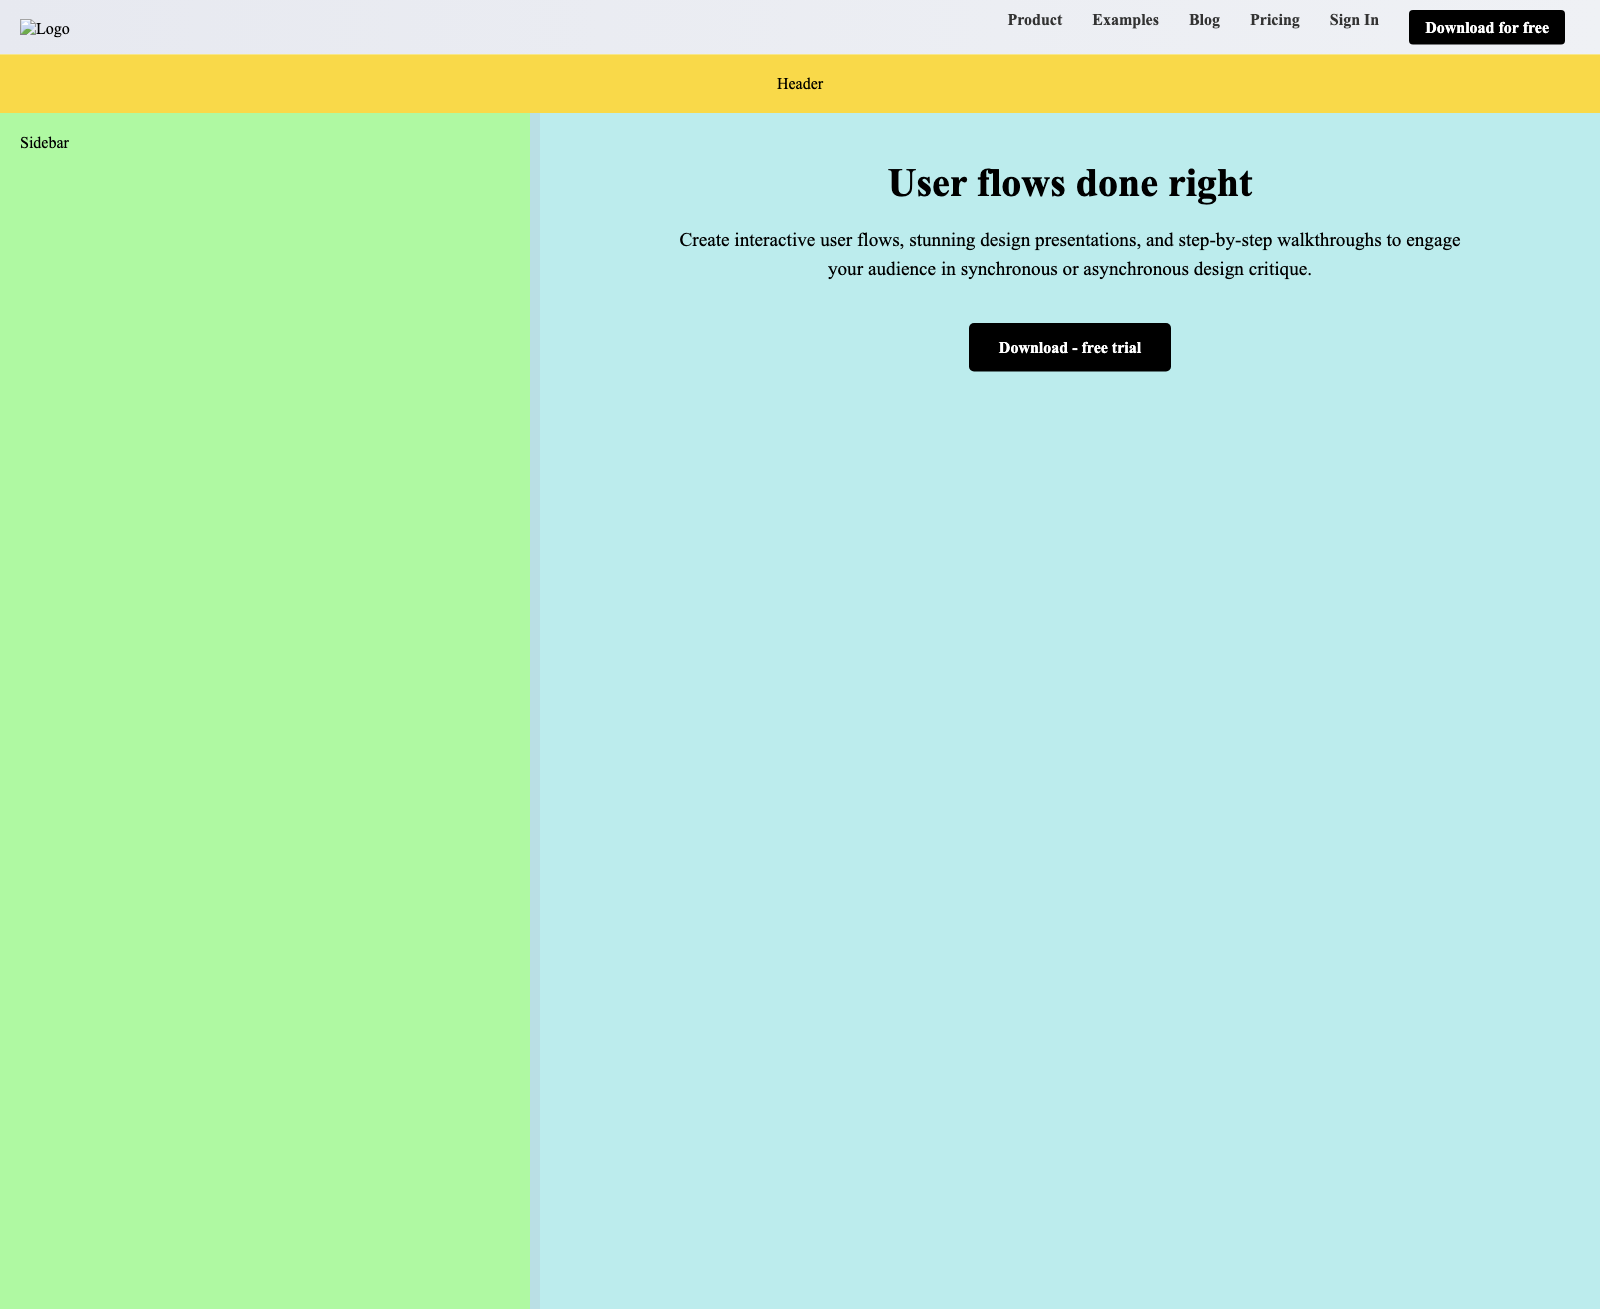 Logo
Product Examples Blog Pricing Sign In Download for free
Header
Sidebar
User flows done right
Create interactive user flows, stunning design presentations, and step-by-step walkthroughs to engage
your audience in synchronous or asynchronous design critique.
Download - free trial